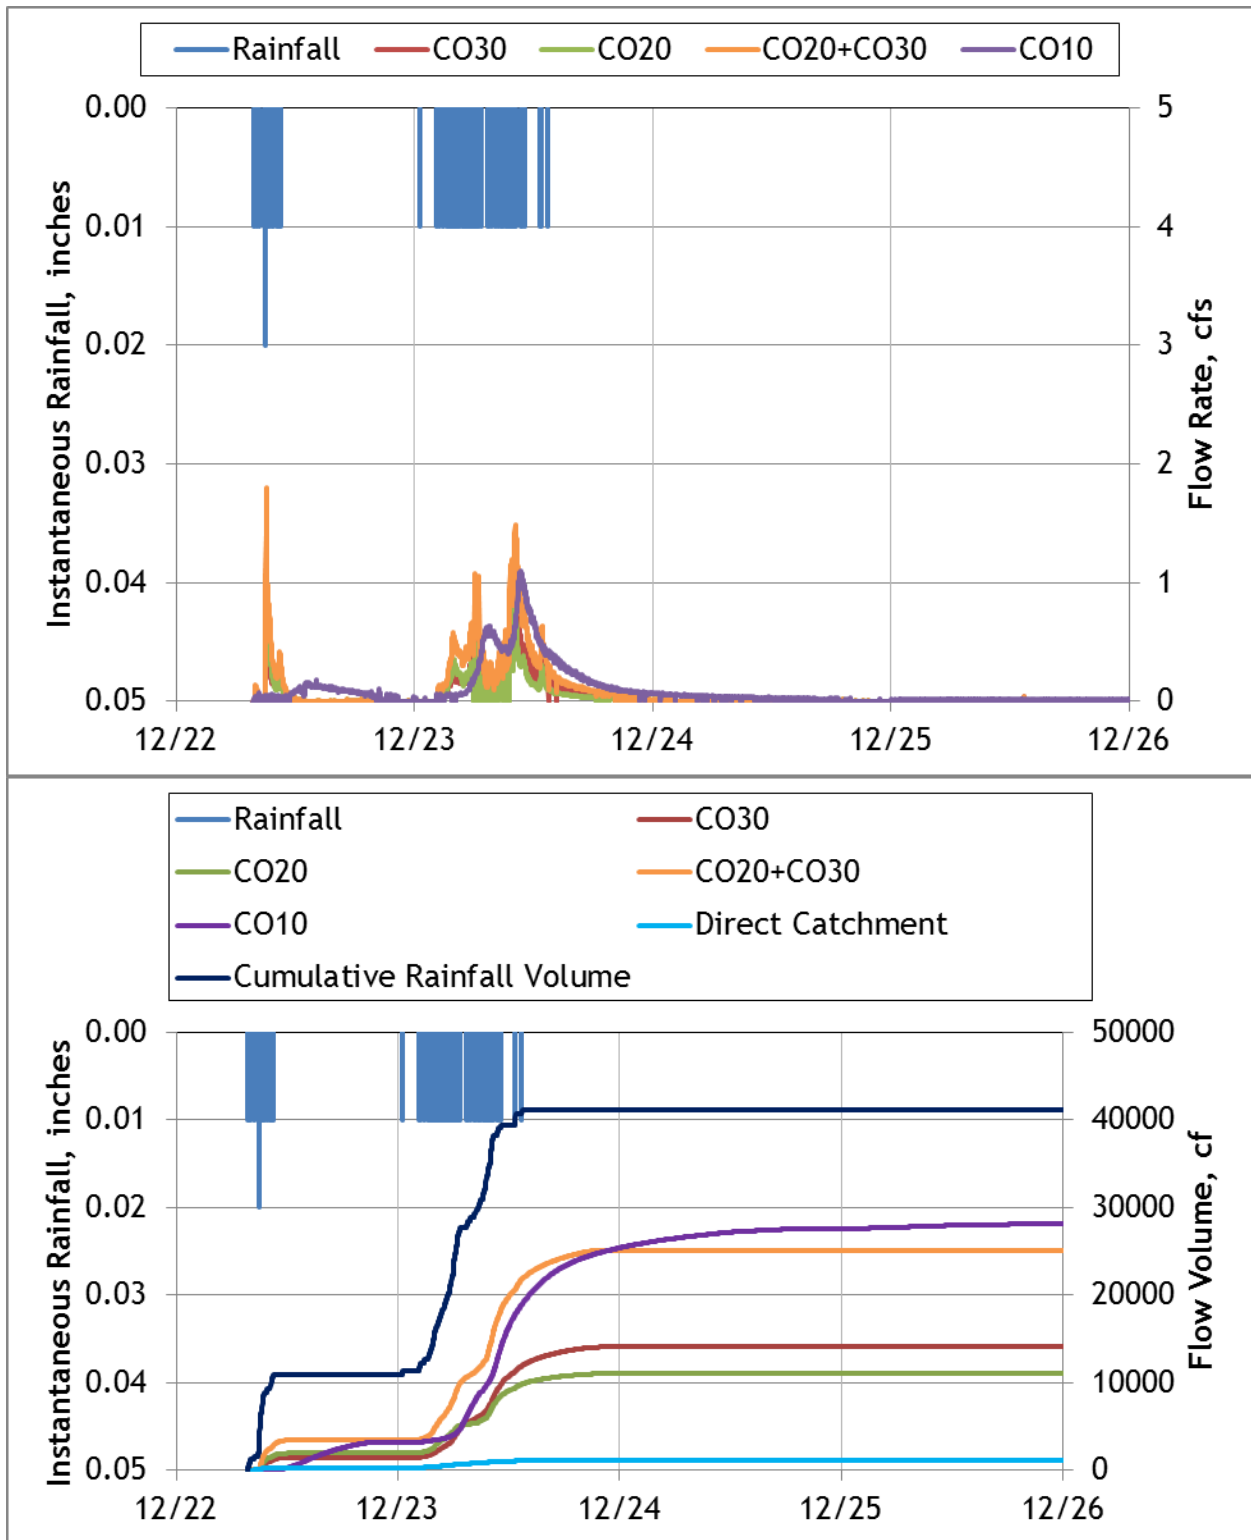 Rainfall CO30 CO20 CO20+CO30 CO10
0.00 5
0.01 4
0.02 3
0.03 2
0.04 1
0.05 0
Instantaneous Rainfall, inches
Flow Rate, cfs
12/22 12/23 12/24 12/25 12/26
Rainfall CO30
CO20 CO20+CO30
CO10 Direct Catchment
Cumulative Rainfall Volume
0.00 50000
0.01 40000
0.02 30000
0.03 20000
0.04 10000
0.05 0
Instantaneous Rainfall, inches
Flow Volume, cf
12/22 12/23 12/24 12/25 12/26